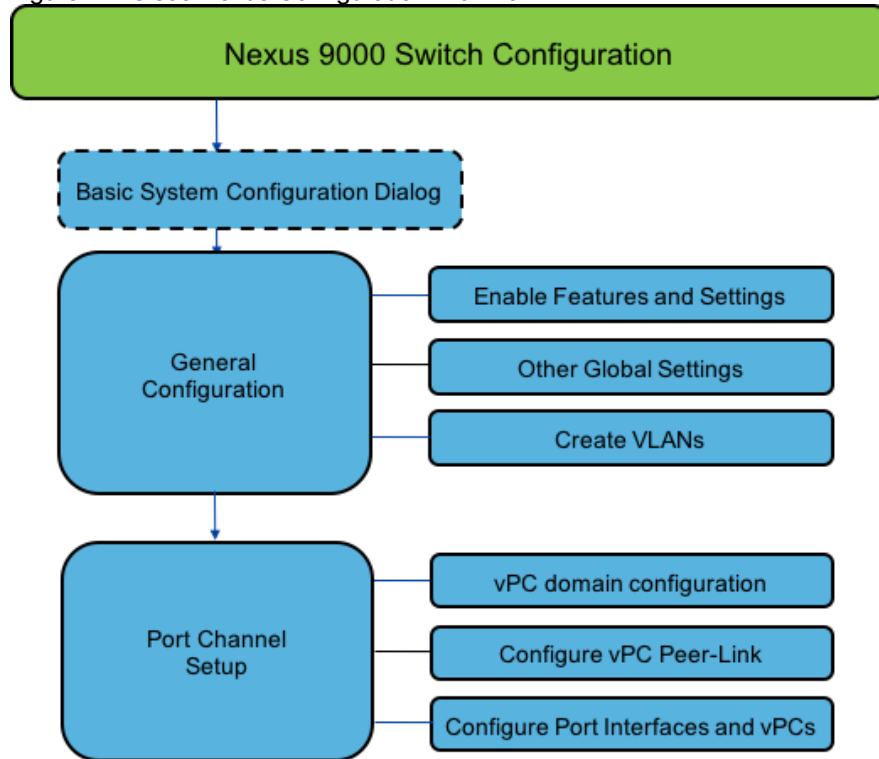 Nexus 9000 Switch Configuration
Basic System Configuration Dialog
General
Configuration
Enable Features and Settings
Other Global Settings
Create VLANs
Port Channel
Setup
vPC domain configuration
Configure vPC Peer-Link
Configure Port Interfaces and vPCs